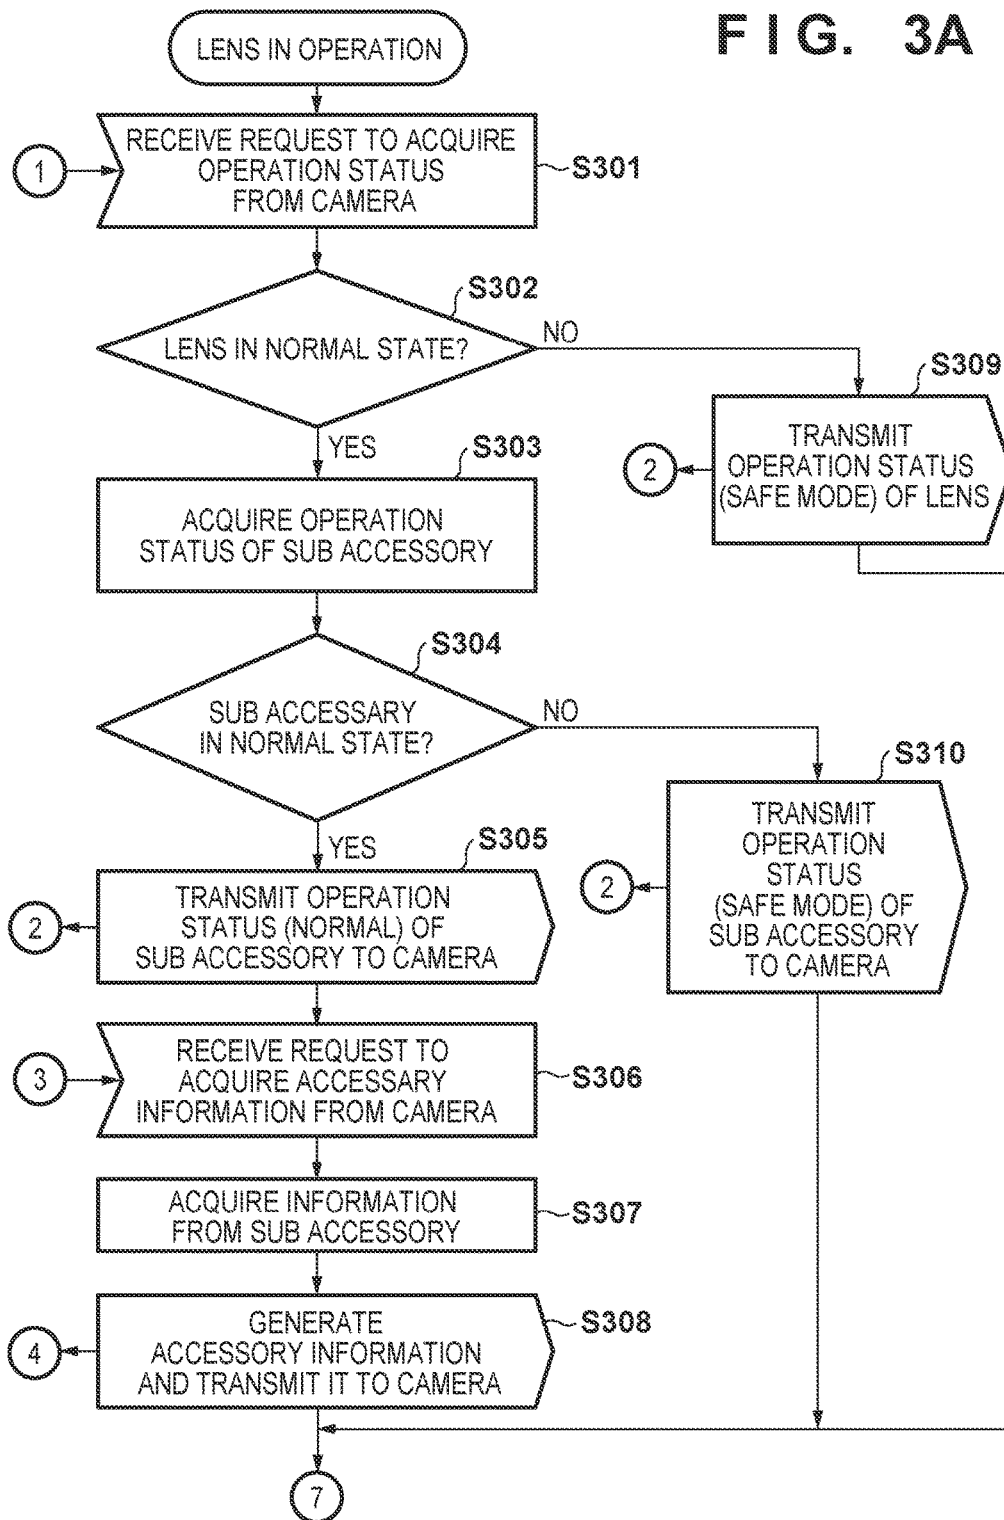 FIG. 3A
LENS IN OPERATION
1
RECEIVE REQUEST TO ACQUIRE
OPERATION STATUS
FROM CAMERA
S301
S302
LENS IN NORMAL STATE?
NO
YES
S309
TRANSMIT
OPERATION STATUS
(SAFE MODE) OF LENS
2
S303
ACQUIRE OPERATION
STATUS OF SUB ACCESSORY
S304
SUB ACCESSARY
IN NORMAL STATE?
NO
YES
S310
TRANSMIT
OPERATION
STATUS
(SAFE MODE) OF
SUB ACCESSORY
TO CAMERA
2
S305
TRANSMIT OPERATION
STATUS (NORMAL) OF
SUB ACCESSORY TO CAMERA
2
3
RECEIVE REQUEST TO
ACQUIRE ACCESSARY
INFORMATION FROM CAMERA
S306
ACQUIRE INFORMATION
FROM SUB ACCESSORY
S307
S308
GENERATE
ACCESSORY INFORMATION
AND TRANSMIT IT TO CAMERA
4
7